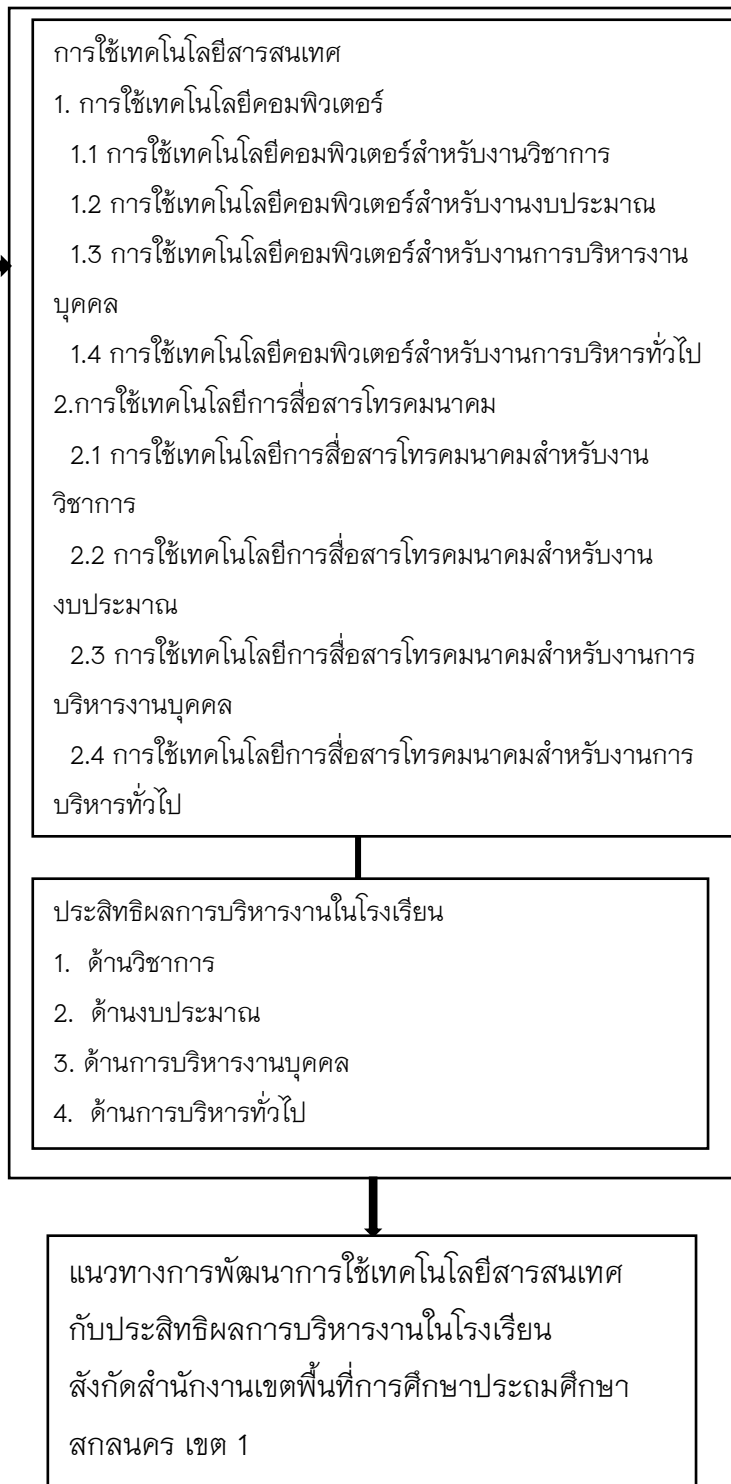 การใช้เทคโนโลยีสารสนเทศ
1. การใช้เทคโนโลยีคอมพิวเตอร์
1.1 การใช้เทคโนโลยีคอมพิวเตอร์สำหรับงานวิชาการ
1.2 การใช้เทคโนโลยีคอมพิวเตอร์สำหรับงานงบประมาณ
1.3 การใช้เทคโนโลยีคอมพิวเตอร์สำหรับงานการบริหารงาน
บุคคล
1.4 การใช้เทคโนโลยีคอมพิวเตอร์สำหรับงานการบริหารทั่วไป
2.การใช้เทคโนโลยีการสื่อสารโทรคมนาคม
2.1 การใช้เทคโนโลยีการสื่อสารโทรคมนาคมสำหรับงาน
วิชาการ
2.2 การใช้เทคโนโลยีการสื่อสารโทรคมนาคมสำหรับงาน
งบประมาณ
2.3 การใช้เทคโนโลยีการสื่อสารโทรคมนาคมสำหรับงานการ
บริหารงานบุคคล
2.4 การใช้เทคโนโลยีการสื่อสารโทรคมนาคมสำหรับงานการ
บริหารทั่วไป
ประสิทธิผลการบริหารงานในโรงเรียน
1. ด้านวิชาการ
2. ด้านงบประมาณ
3. ด้านการบริหารงานบุคคล
4. ด้านการบริหารทั่วไป
แนวทางการพัฒนาการใช้เทคโนโลยีสารสนเทศ
กับประสิทธิผลการบริหารงานในโรงเรียน
สังกัดสำนักงานเขตพื้นที่การศึกษาประถมศึกษา
สกลนคร เขต 1